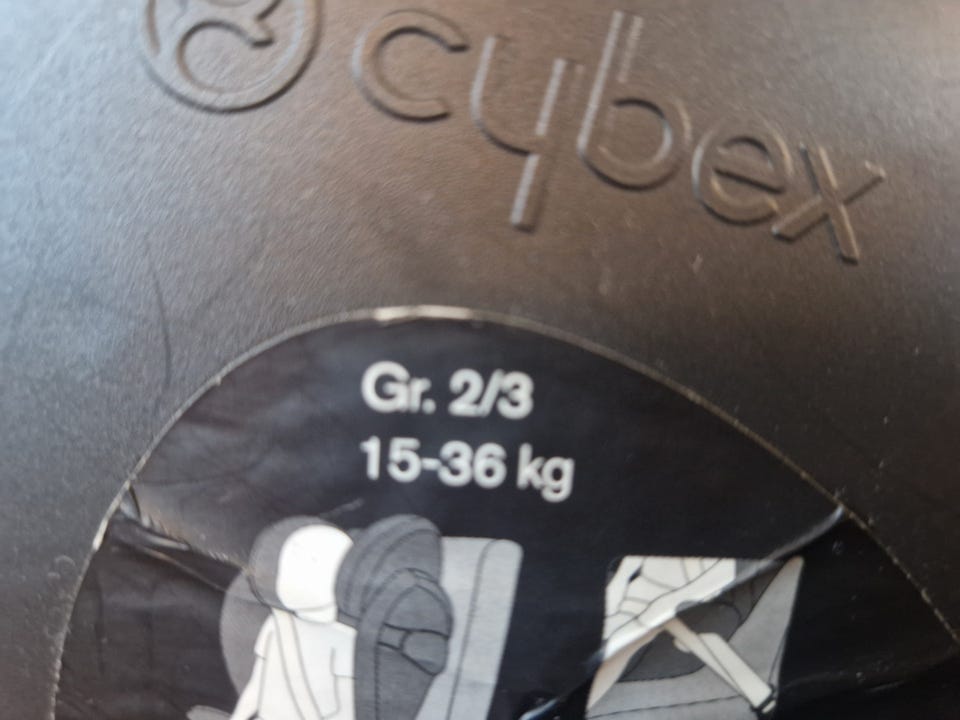 cybex
Gr. 2/3
15-36 kg